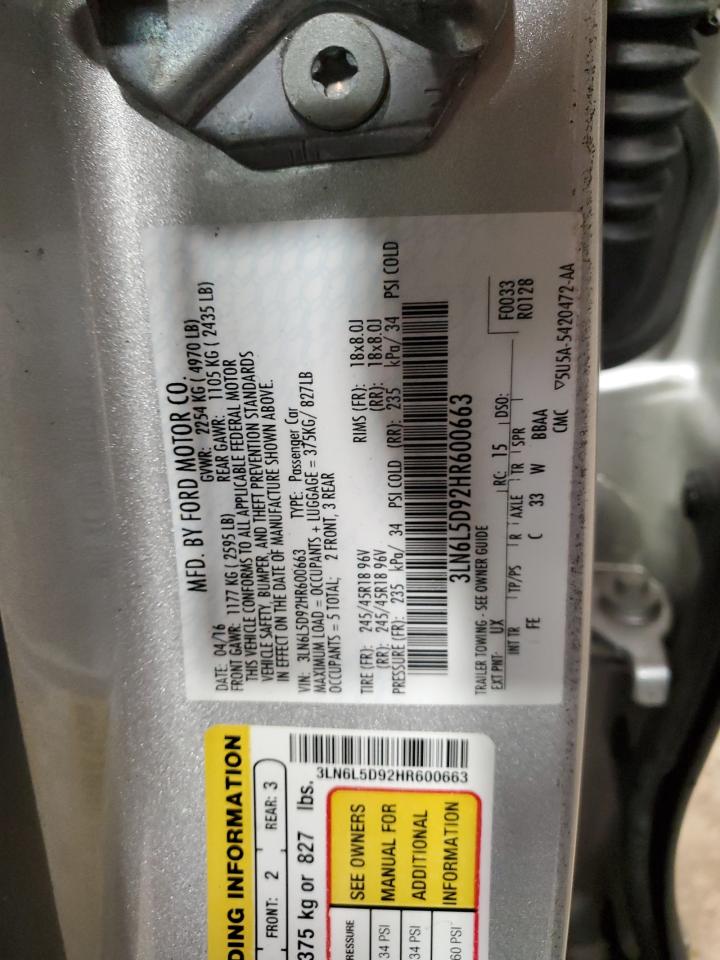 MFD. BY FORD MOTOR CO.
DATE: 04/16 GVWR: 2254 KG ( 4970 LB)
FRONT GAWR: 1177 KG ( 2595 LB) REAR GAWR: 1105 KG ( 2435 LB)
THIS VEHICLE CONFORMS TO ALL APPLICABLE FEDERAL MOTOR
VEHICLE SAFETY, BUMPER, AND THEFT PREVENTION STANDARDS
IN EFFECT ON THE DATE OF MANUFACTURE SHOWN ABOVE.
VIN: 3LN6L5D92HR600663 TYPE: Passenger Car
MAXIMUM LOAD = OCCUPANTS + LUGGAGE = 375KG/ 827LB
OCCUPANTS = 5 TOTAL; 2 FRONT, 3 REAR
TIRE (FR): 245/45R18 96V RIMS (FR): 18x8.0J
(RR): 245/45R18 96V (RR): 18x8.0J
PRESSURE (FR): 235 kPa/ 34 PSI COLD (RR): 235 kPa/ 34 PSI COLD
3LN6L5D92HR600663
TRAILER TOWING - SEE OWNER GUIDE
EXT PNT: UX RC: 15 DSO: F0033
R0128
INT TR TP/PS R AXLE TR SPR
FE C 33 W BBAA
CMC ▽5U5A-5420472-AA
DING INFORMATION
FRONT: 2 REAR: 3
375 kg or 827 lbs.
3LN6L5D92HR600663
PRESSURE
34 PSI
34 PSI
60 PSI
SEE OWNERS
MANUAL FOR
ADDITIONAL
INFORMATION